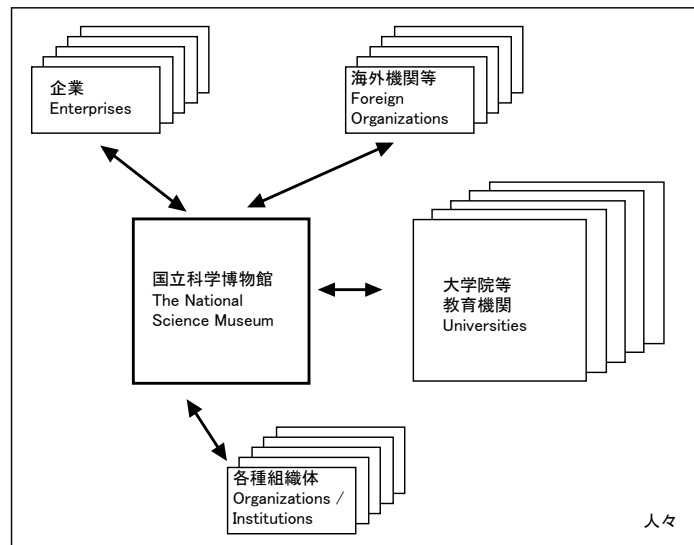 企業
Enterprises
海外機関等
Foreign
Organizations
国立科学博物館
The National
Science Museum
大学院等
教育機関
Universities
各種組織体
Organizations /
Institutions
人々